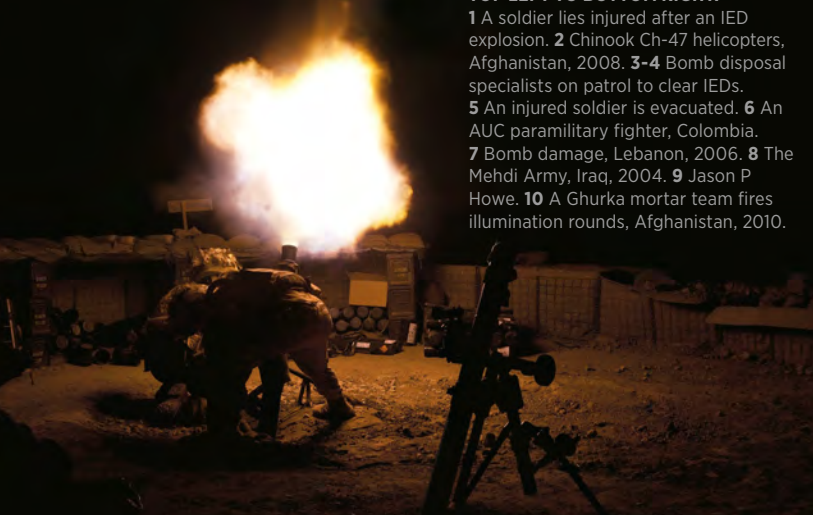 1 A soldier lies injured after an IED
explosion. 2 Chinook Ch-47 helicopters,
Afghanistan, 2008. 3-4 Bomb disposal
specialists on patrol to clear IEDs.
5 An injured soldier is evacuated. 6 An
AUC paramilitary fighter, Colombia.
7 Bomb damage, Lebanon, 2006. 8 The
Mehdi Army, Iraq, 2004. 9 Jason P
Howe. 10 A Ghurka mortar team fires
illumination rounds, Afghanistan, 2010.